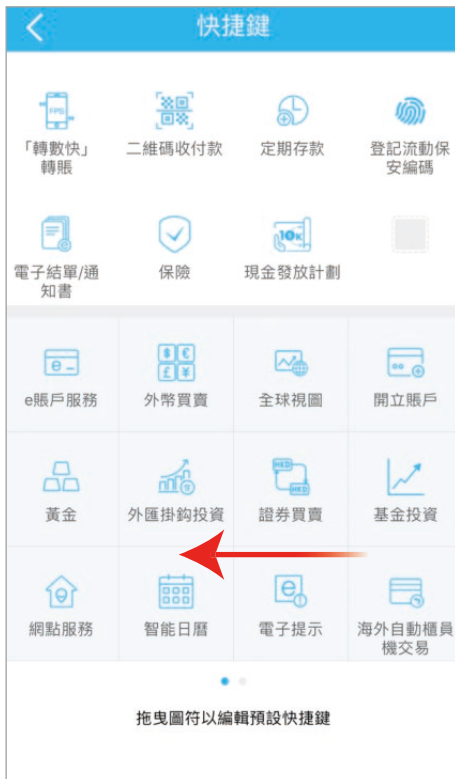 快捷鍵
FPS
「轉數快」
轉賬
二維碼收付款
定期存款
登記流動保
安編碼
10x
電子結單/通
知書
保險
現金發放計劃
e
$ €
£ ¥
e賬戶服務
外幣買賣
全球視圖
開立賬戶
HKD
HKD
黃金
外匯掛鈎投資
證券買賣
基金投資
e
e
網點服務
智能日曆
電子提示
海外自動櫃員
機交易
拖曳圖符以編輯預設快捷鍵